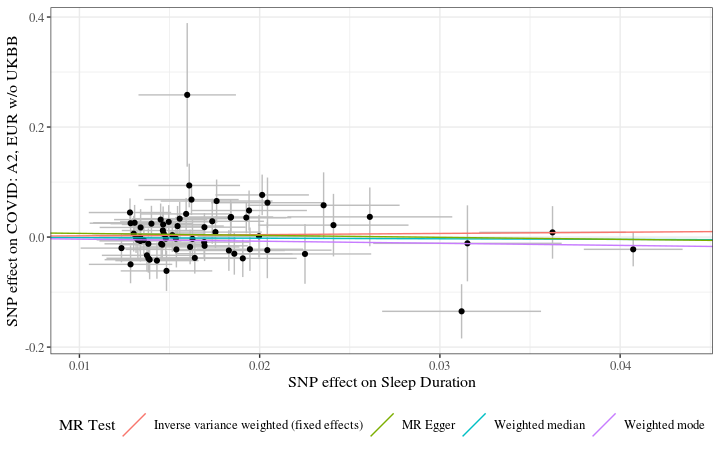 SNP effect on COVID: A2, EUR w/o UKBB
0.4
0.2
0.0
-0.2
0.01 0.02 0.03 0.04
SNP effect on Sleep Duration
MR Test Inverse variance weighted (fixed effects) MR Egger Weighted median Weighted mode